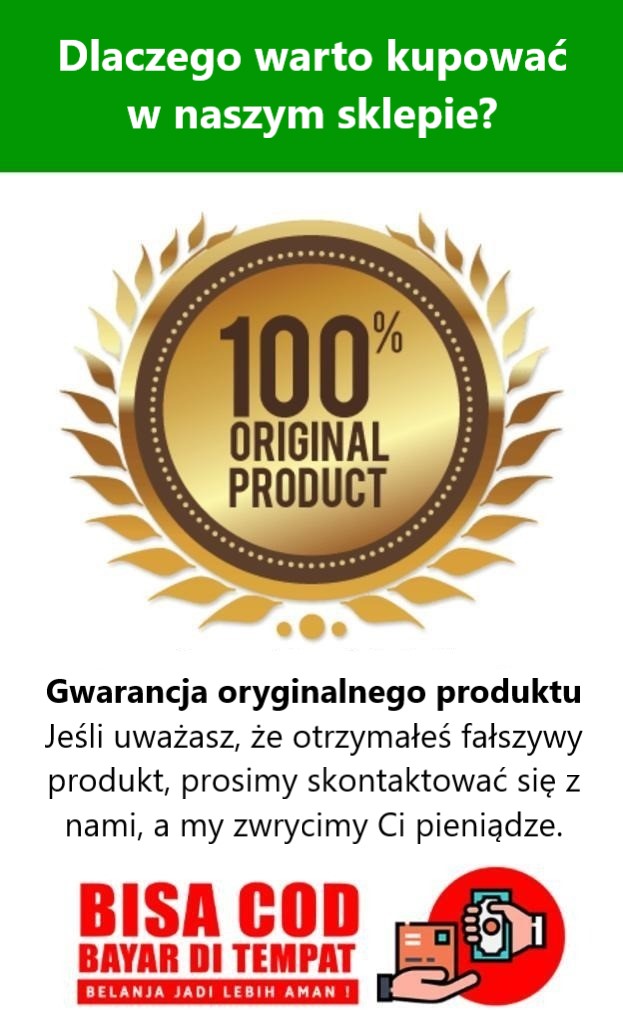 Dlaczego warto kupować
w naszym sklepie?
100%
ORIGINAL
PRODUCT
Gwarancja oryginalnego produktu
Jeśli uważasz, że otrzymałeś fałszywy
produkt, prosimy skontaktować się z
nami, a my zwrycimy Ci pieniądze.
BISA COD
BAYAR DI TEMPAT
BELANJA JADI LEBIH AMAN !